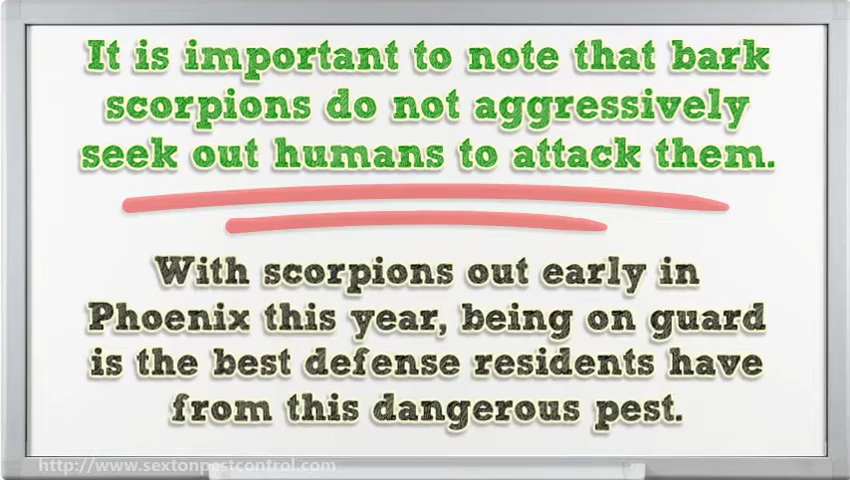 It is important to note that bark
scorpions do not aggressively
seek out humans to attack them.
With scorpions out early in
Phoenix this year, being on guard
is the best defense residents have
from this dangerous pest.
http://www.sextonpestcontrol.com